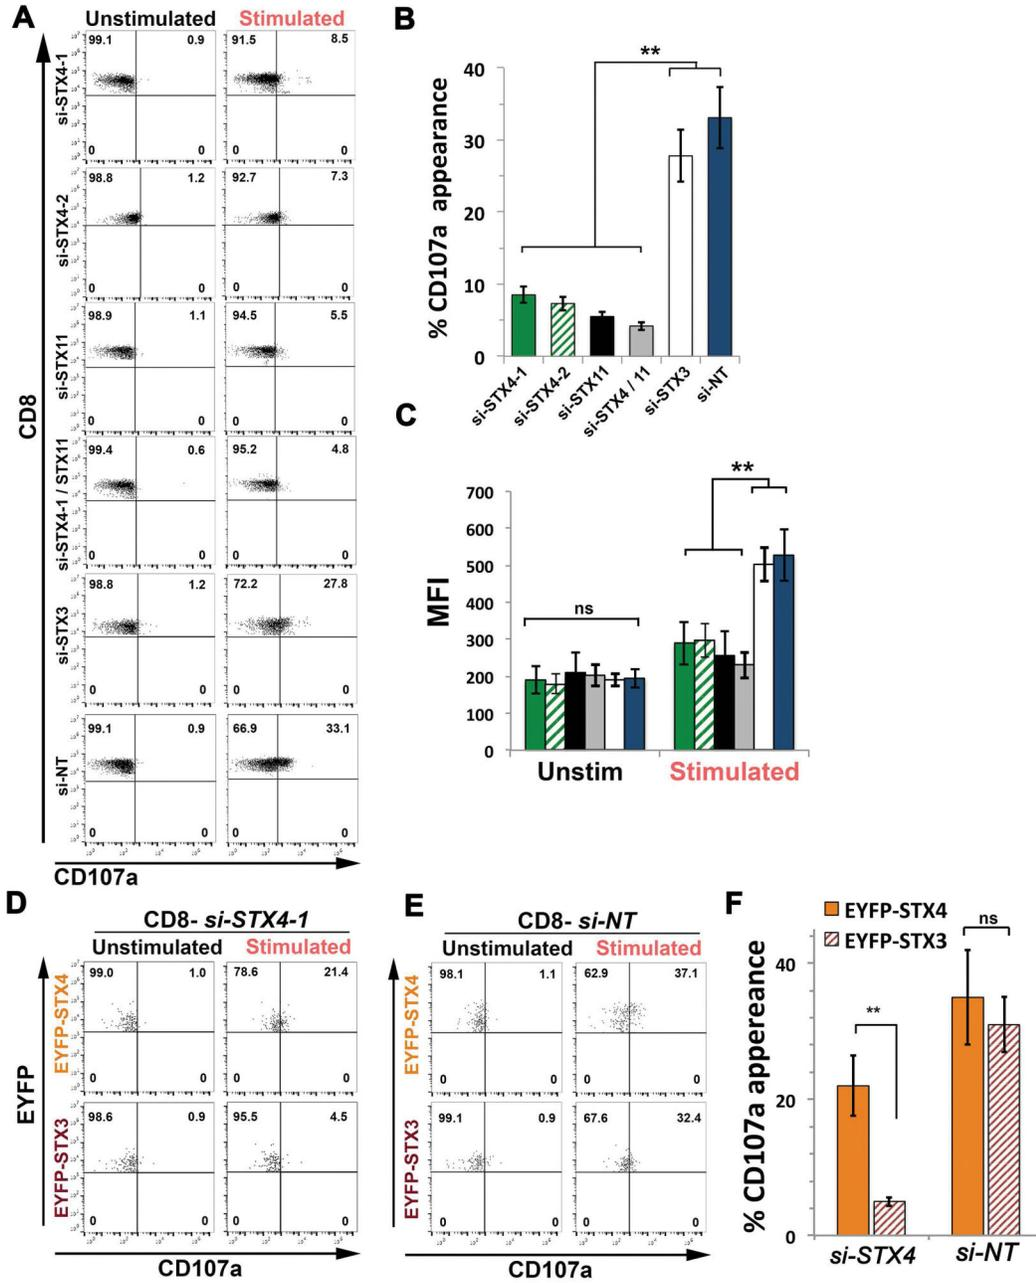 A
Unstimulated Stimulated
99.1 0.9 91.5 8.5
si-STX4-1
0 0 0 0
98.8 1.2 92.7 7.3
si-STX4-2
0 0 0 0
98.9 1.1 94.5 5.5
si-STX11
0 0 0 0
99.4 0.6 95.2 4.8
si-STX4-1 / STX11
0 0 0 0
98.8 1.2 72.2 27.8
si-STX3
0 0 0 0
99.1 0.9 66.9 33.1
si-NT
0 0 0 0
CD8
CD107a
B
**
% CD107a appearance
40
30
20
10
0
si-STX4-1 si-STX4-2 si-STX11 si-STX4 / 11 si-STX3 si-NT
C
**
ns
MFI
700
600
500
400
300
200
100
0
Unstim Stimulated
D
CD8- si-STX4-1
Unstimulated Stimulated
99.0 1.0 78.6 21.4
EYFP-STX4
0 0 0 0
98.6 0.9 95.5 4.5
EYFP-STX3
0 0 0 0
EYFP
CD107a
E
CD8- si-NT
Unstimulated Stimulated
98.1 1.1 62.9 37.1
EYFP-STX4
0 0 0 0
99.1 0.9 67.6 32.4
EYFP-STX3
0 0 0 0
CD107a
F
EYFP-STX4
EYFP-STX3
ns
**
% CD107a appereance
40
20
0
si-STX4 si-NT